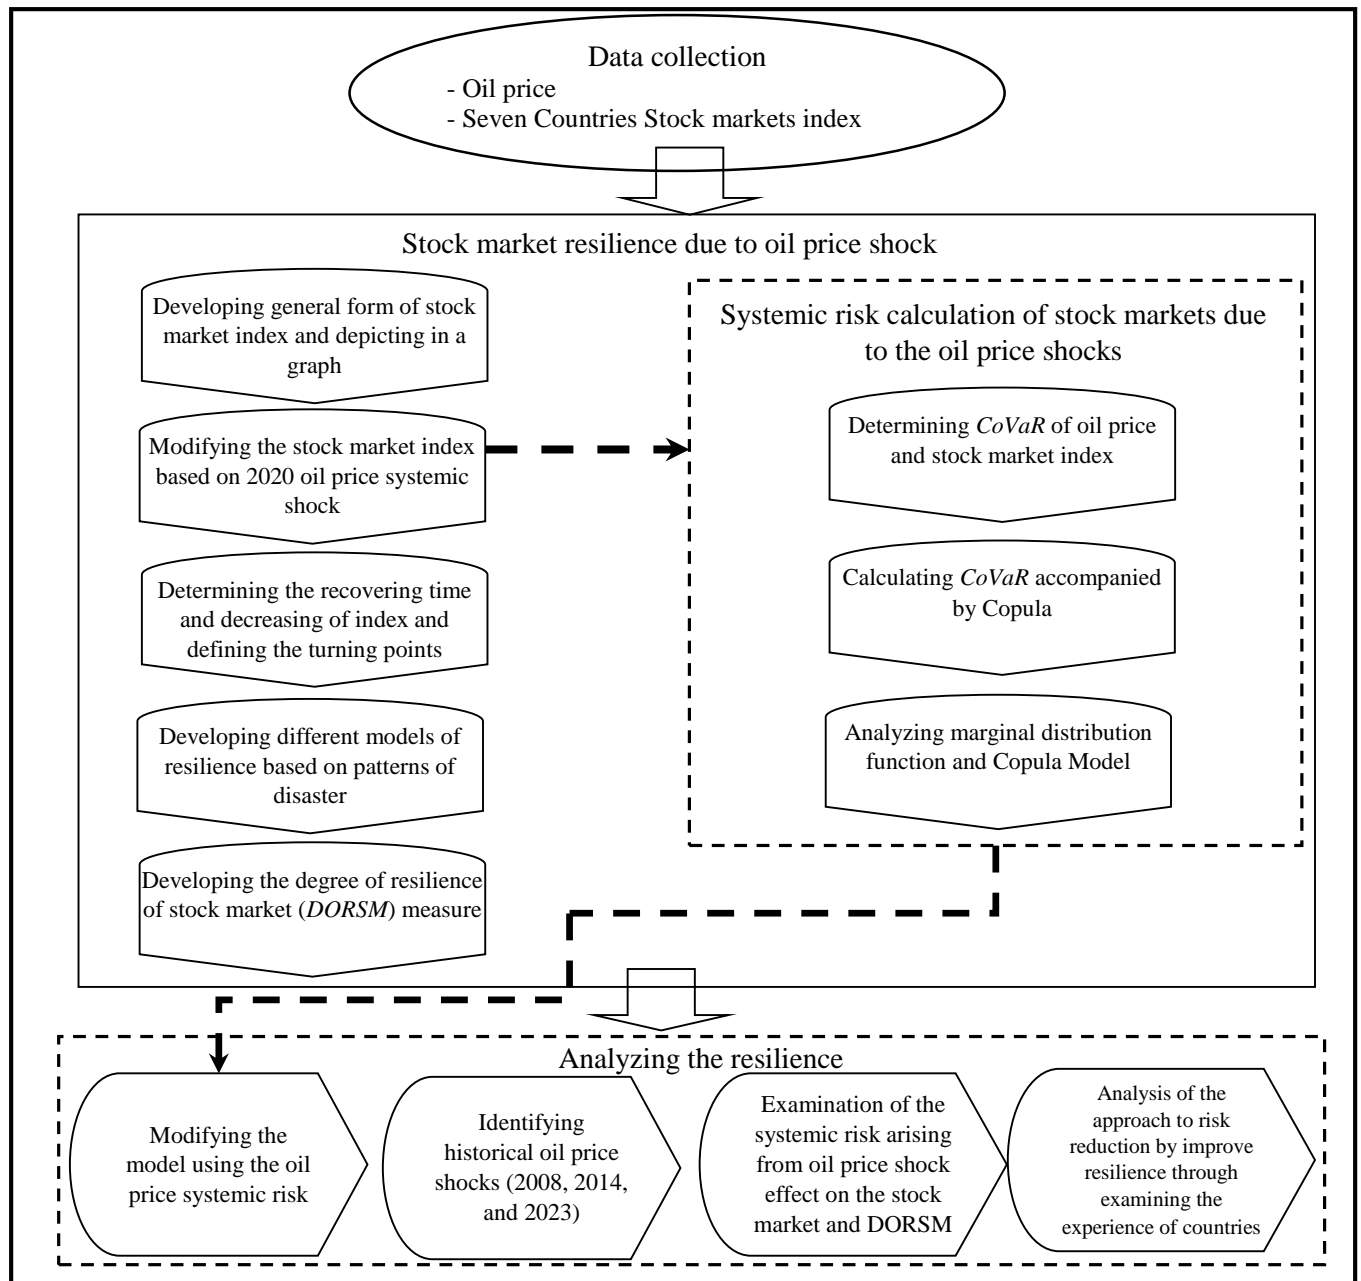 Data collection
- Oil price
- Seven Countries Stock markets index
Stock market resilience due to oil price shock
Developing general form of stock
market index and depicting in a
graph
Modifying the stock market index
based on 2020 oil price systemic
shock
Determining the recovering time
and decreasing of index and
defining the turning points
Developing different models of
resilience based on patterns of
disaster
Developing the degree of resilience
of stock market (DORSM) measure
Systemic risk calculation of stock markets due
to the oil price shocks
Determining CoVaR of oil price
and stock market index
Calculating CoVaR accompanied
by Copula
Analyzing marginal distribution
function and Copula Model
Analyzing the resilience
Modifying the
model using the oil
price systemic risk
Identifying
historical oil price
shocks (2008, 2014,
and 2023)
Examination of the
systemic risk arising
from oil price shock
effect on the stock
market and DORSM
Analysis of the
approach to risk
reduction by improve
resilience through
examining the
experience of countries